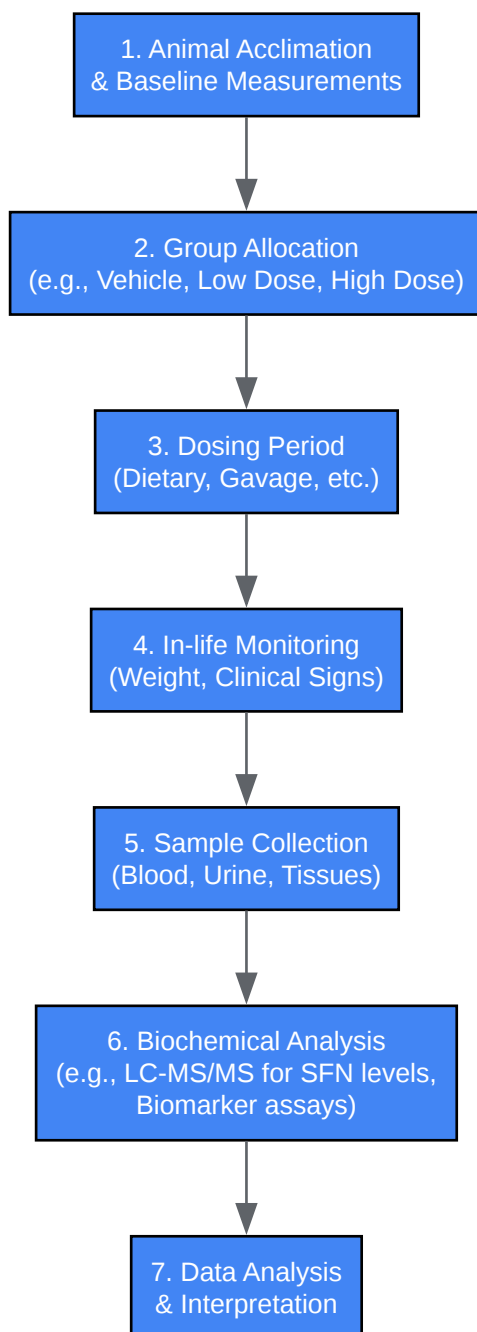 1. Animal Acclimation
& Baseline Measurements
2. Group Allocation
(e.g., Vehicle, Low Dose, High Dose)
3. Dosing Period
(Dietary, Gavage, etc.)
4. In-life Monitoring
(Weight, Clinical Signs)
5. Sample Collection
(Blood, Urine, Tissues)
6. Biochemical Analysis
(e.g., LC-MS/MS for SFN levels,
Biomarker assays)
7. Data Analysis
& Interpretation